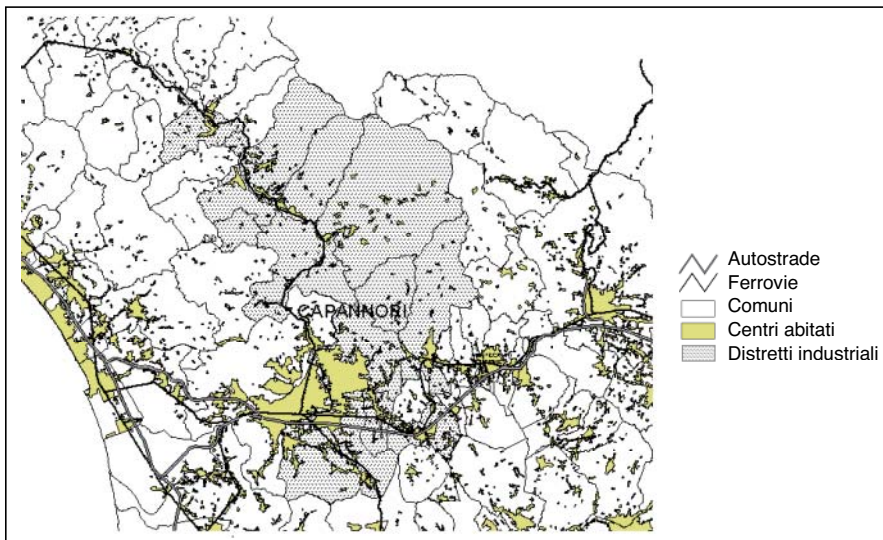 CAPANNORI
Autostrade
Ferrovie
Comuni
Centri abitati
Distretti industriali